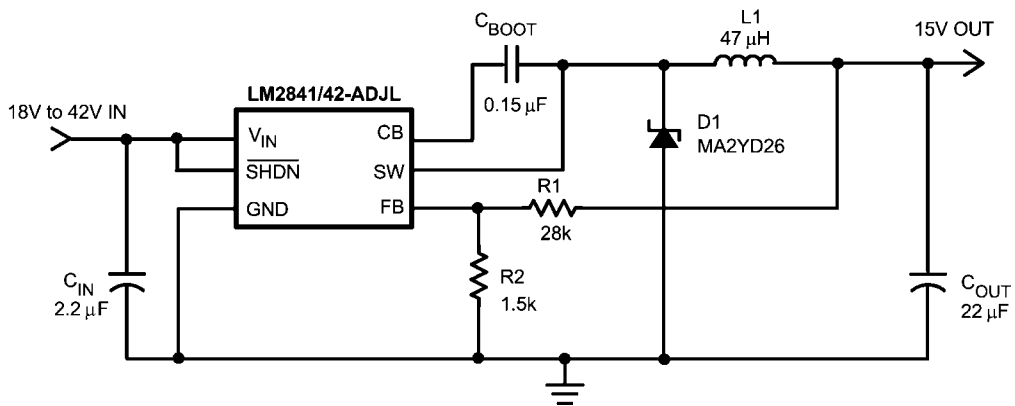 C_BOOT
0.15 μF
L1
47 μH
15V OUT
18V to 42V IN
LM2841/42-ADJL
V_IN
SHDN
GND
CB
SW
FB
D1
MA2YD26
R1
28k
R2
1.5k
C_IN
2.2 μF
C_OUT
22 μF